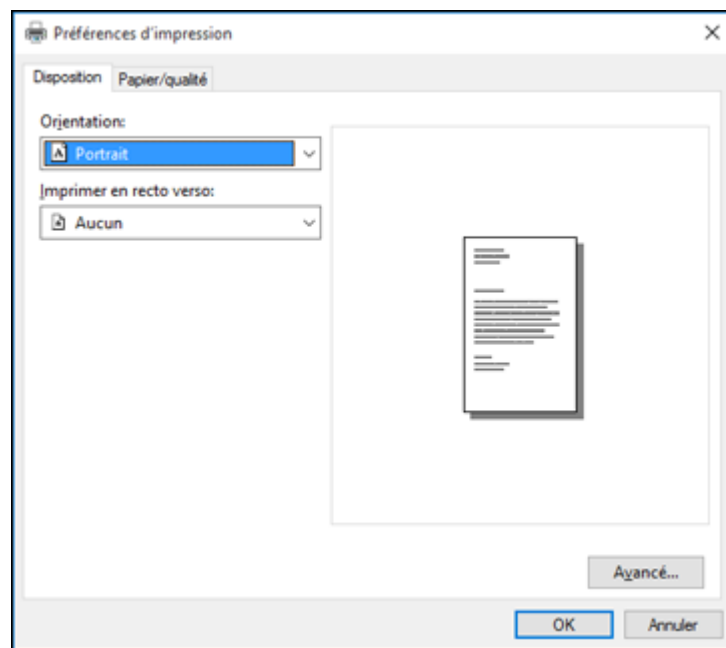 Préférences d'impression
Disposition
Papier/qualité
Orientation:
Portrait
Imprimer en recto verso:
Aucun
Avancé...
OK
Annuler